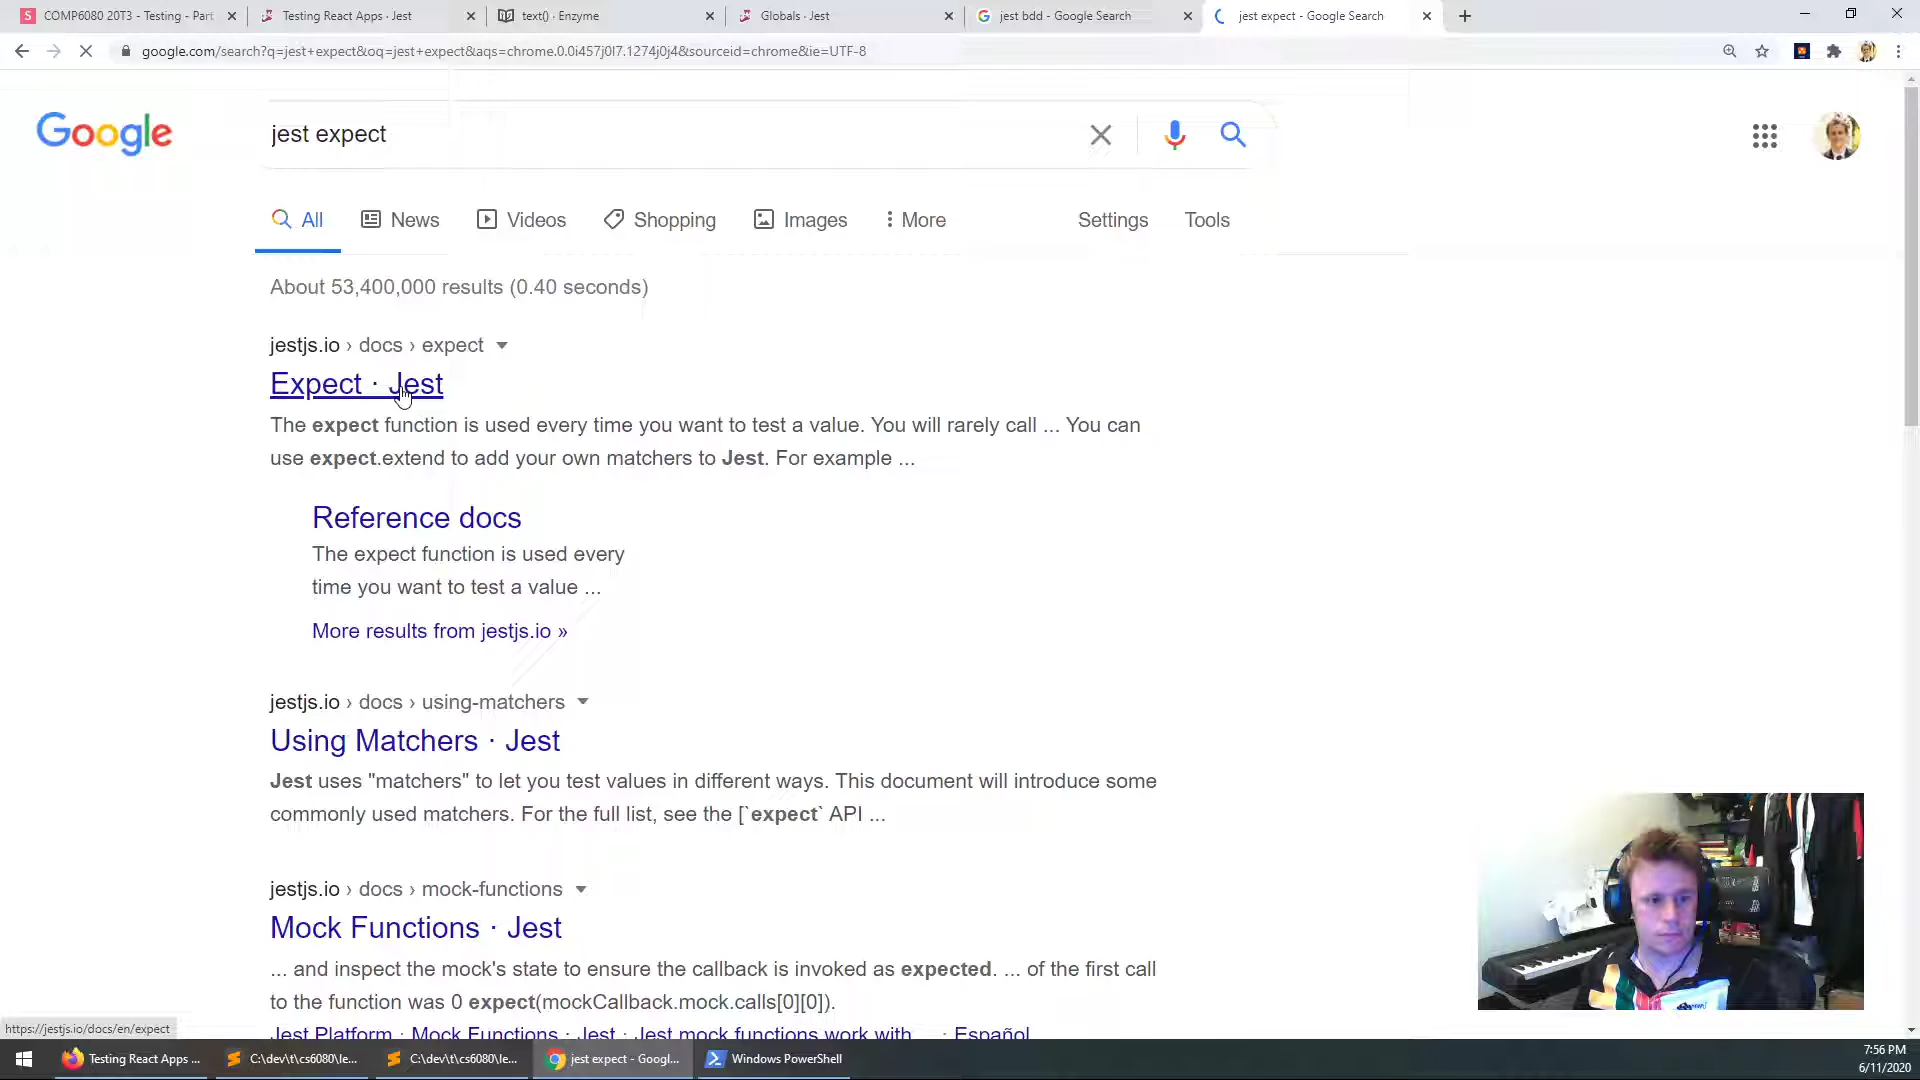 COMP6080 20T3 - Testing - Part
Testing React Apps · Jest
text() · Enzyme
Globals · Jest
jest bdd - Google Search
jest expect - Google Search
google.com/search?q=jest+expect&oq=jest+expect&aqs=chrome.0.0i457j0l7.1274j0j4&sourceid=chrome&ie=UTF-8
Google
jest expect
All
News
Videos
Shopping
Images
More
Settings
Tools
About 53,400,000 results (0.40 seconds)
jestjs.io › docs › expect
Expect · Jest
The expect function is used every time you want to test a value. You will rarely call ... You can
use expect.extend to add your own matchers to Jest. For example ...
Reference docs
The expect function is used every
time you want to test a value ...
More results from jestjs.io »
jestjs.io › docs › using-matchers
Using Matchers · Jest
Jest uses "matchers" to let you test values in different ways. This document will introduce some
commonly used matchers. For the full list, see the [`expect` API ...
jestjs.io › docs › mock-functions
Mock Functions · Jest
... and inspect the mock's state to ensure the callback is invoked as expected. ... of the first call
to the function was 0 expect(mockCallback.mock.calls[0][0]).
Jest Platform · Mock Functions · Jest · Jest mock functions work with ... · Español
https://jestjs.io/docs/en/expect
Testing React Apps ...
C:\dev\t\cs6080\le...
C:\dev\t\cs6080\le...
jest expect - Googl...
Windows PowerShell
7:56 PM
6/11/2020